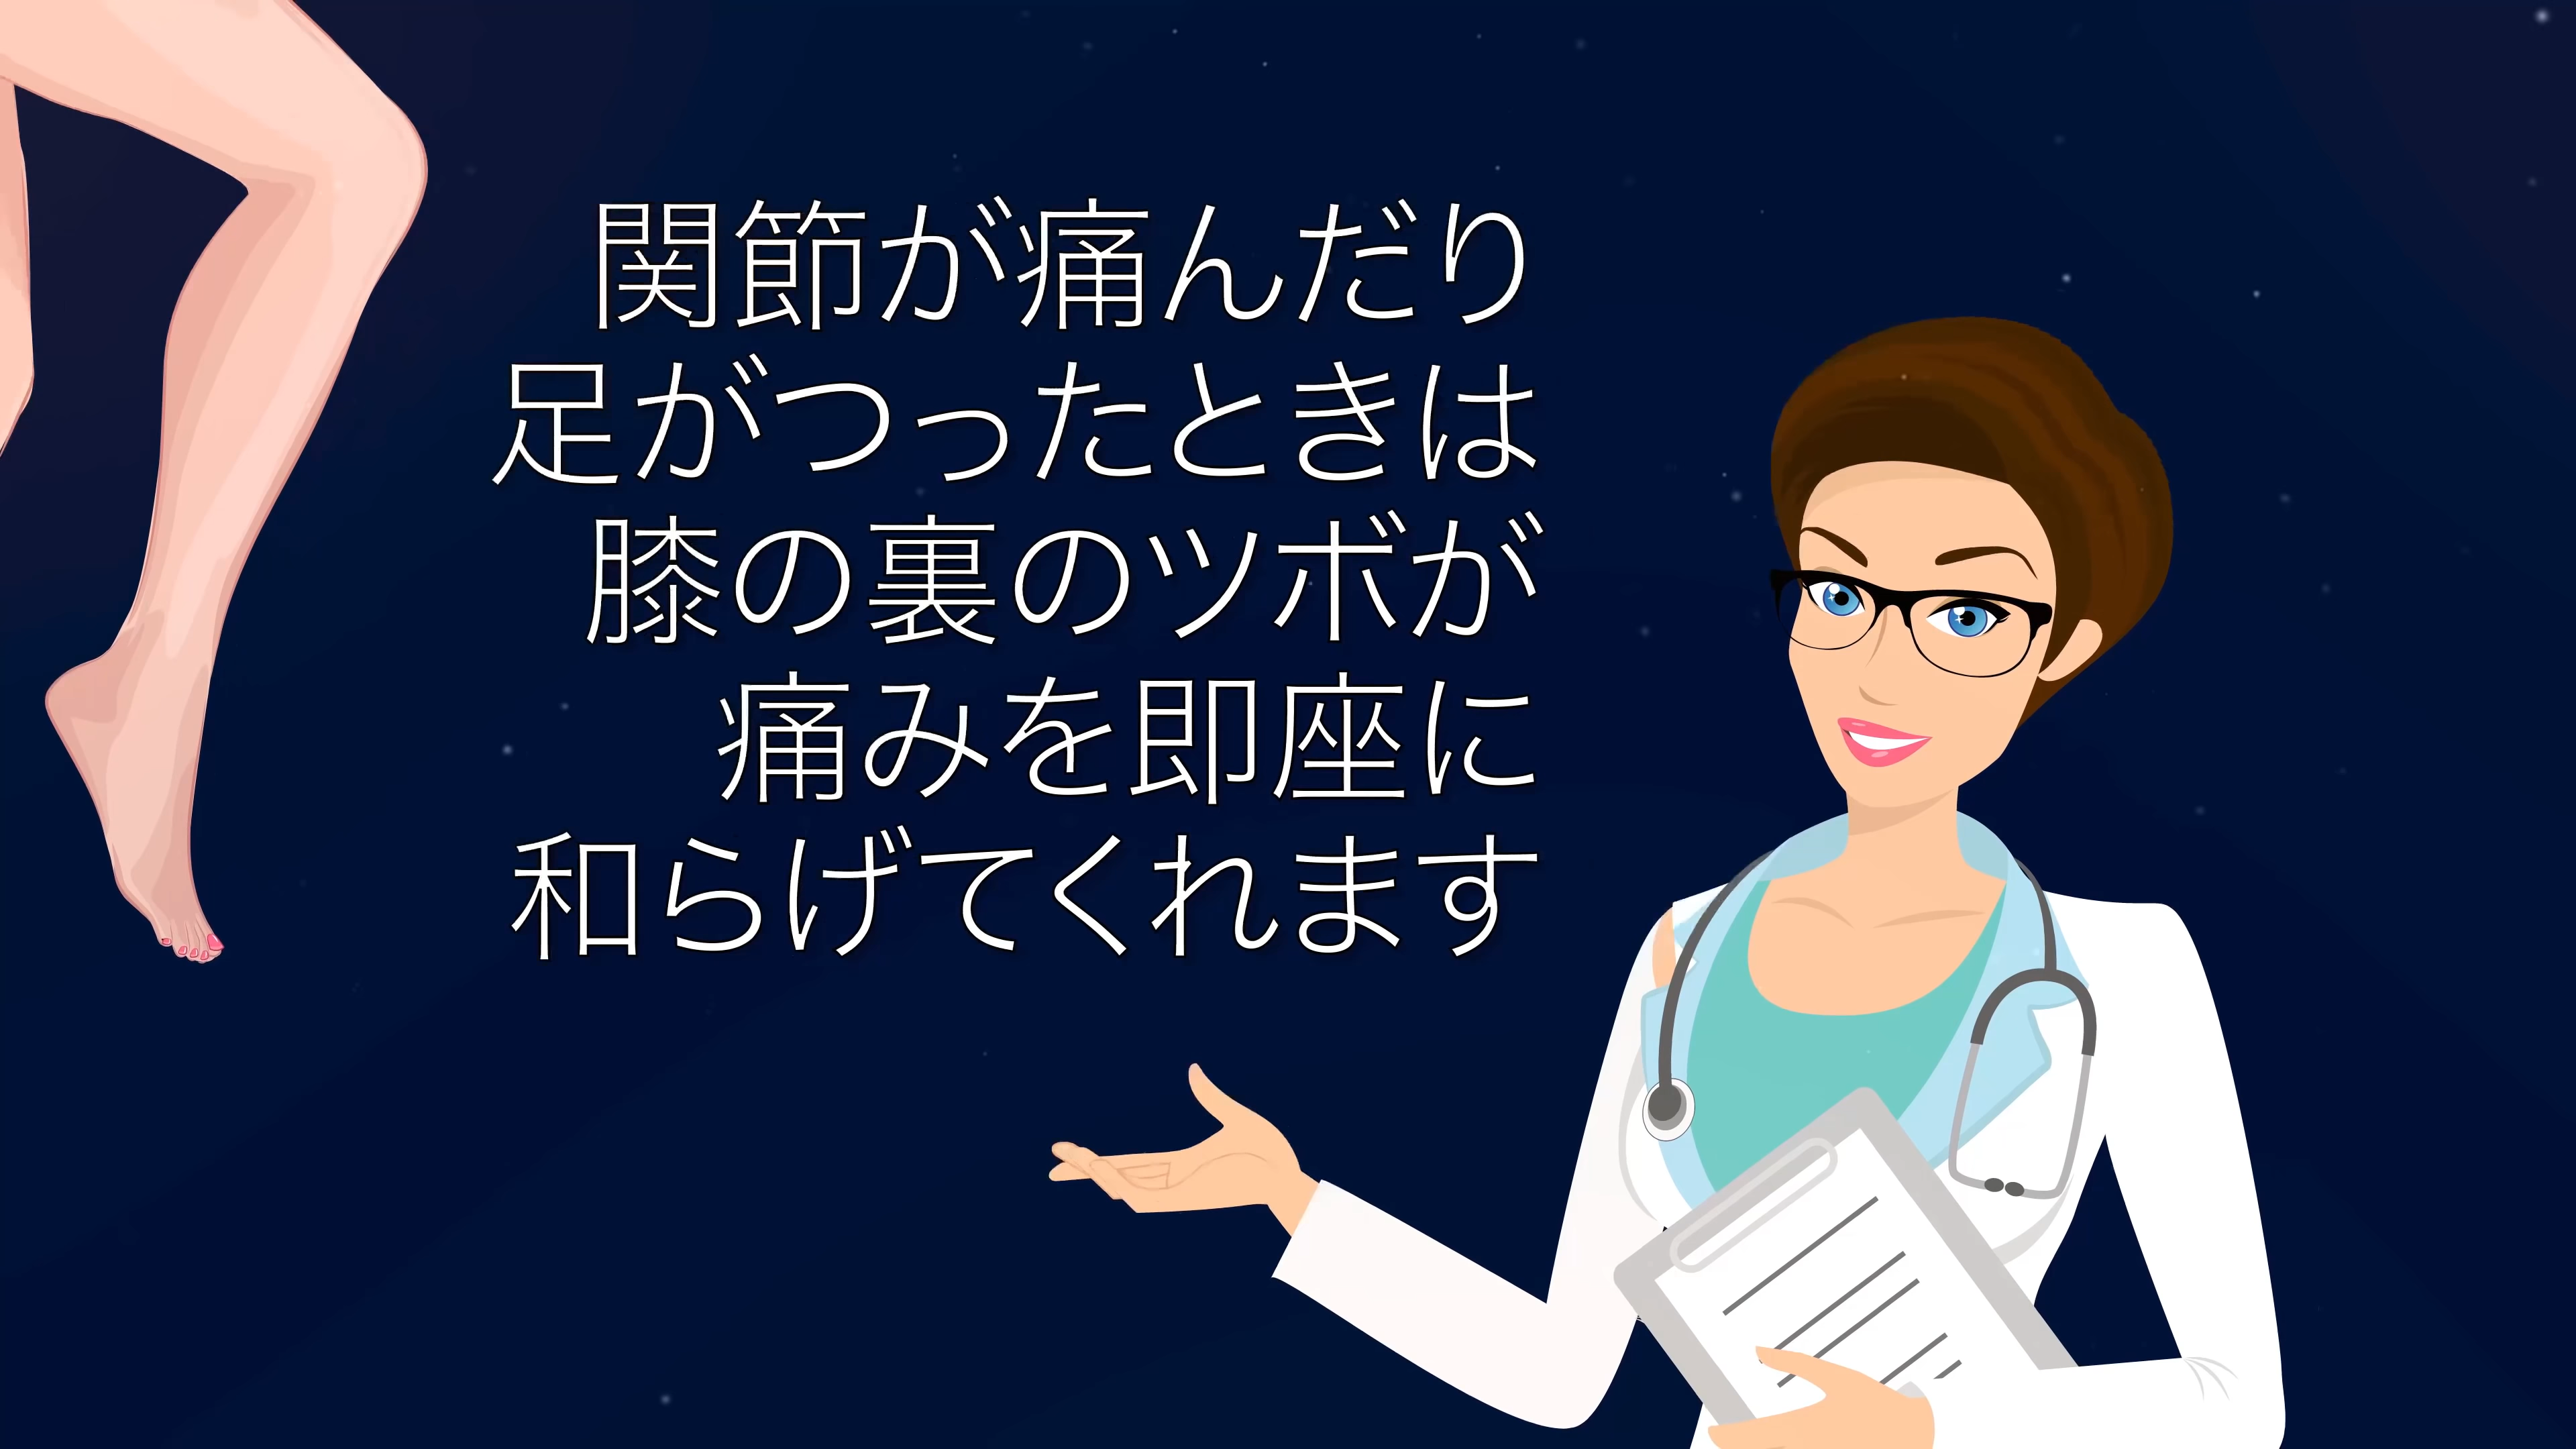 関節が痛んだり
足がつったときは
膝の裏のツボが
痛みを即座に
和らげてくれます